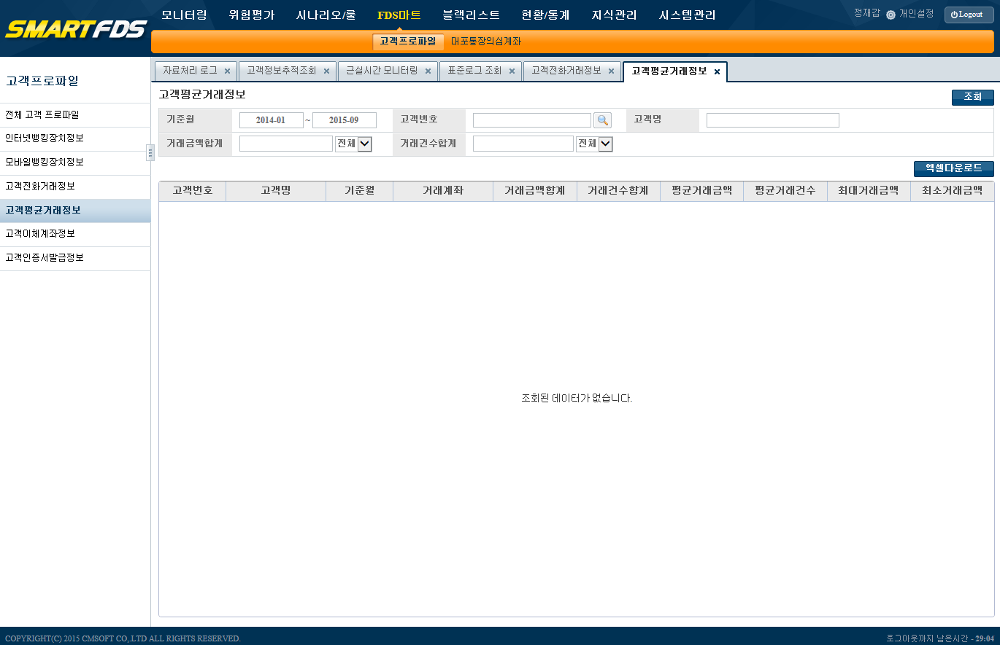 SMARTFDS
모니터링 위험평가 시나리오/룰 FDS마트 블랙리스트 현황/통계 지식관리 시스템관리
정재갑 개인설정 Logout
고객프로파일 대포통장의심계좌
고객프로파일
전체 고객 프로파일
인터넷뱅킹장치정보
모바일뱅킹장치정보
고객전화거래정보
고객평균거래정보
고객이체계좌정보
고객인증서발급정보
자료처리 로그 × 고객정보추적조회 × 근실시간 모니터링 × 표준로그 조회 × 고객전화거래정보 × 고객평균거래정보 ×
고객평균거래정보
조회
기준월 2014-01 ~ 2015-09 고객번호 고객명
거래금액합계 전체 거래건수합계 전체
엑셀다운로드
고객번호 고객명 기준월 거래계좌 거래금액합계 거래건수합계 평균거래금액 평균거래건수 최대거래금액 최소거래금액
조회된 데이터가 없습니다.
COPYRIGHT(C) 2015 CMSOFT CO,.LTD ALL RIGHTS RESERVED.
로그아웃까지 남은시간 - 29:04